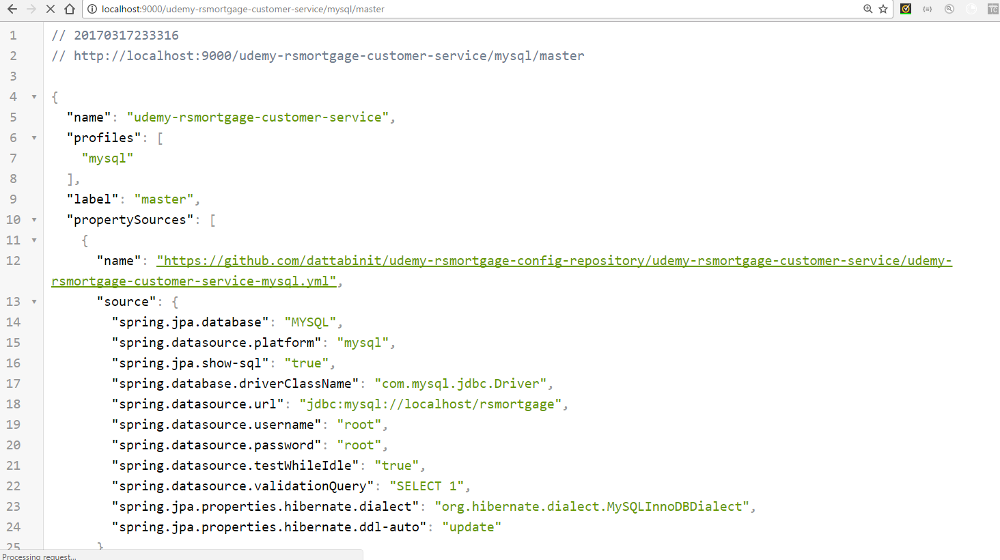 localhost:9000/udemy-rsmortgage-customer-service/mysql/master
1 // 20170317233316
2 // http://localhost:9000/udemy-rsmortgage-customer-service/mysql/master
3
4 {
5 "name": "udemy-rsmortgage-customer-service",
6 "profiles": [
7 "mysql"
8 ],
9 "label": "master",
10 "propertySources": [
11 {
12 "name": "https://github.com/dattabinit/udemy-rsmortgage-config-repository/udemy-rsmortgage-customer-service/udemy-
rsmortgage-customer-service-mysql.yml",
13 "source": {
14 "spring.jpa.database": "MYSQL",
15 "spring.datasource.platform": "mysql",
16 "spring.jpa.show-sql": "true",
17 "spring.database.driverClassName": "com.mysql.jdbc.Driver",
18 "spring.datasource.url": "jdbc:mysql://localhost/rsmortgage",
19 "spring.datasource.username": "root",
20 "spring.datasource.password": "root",
21 "spring.datasource.testWhileIdle": "true",
22 "spring.datasource.validationQuery": "SELECT 1",
23 "spring.jpa.properties.hibernate.dialect": "org.hibernate.dialect.MySQLInnoDBDialect",
24 "spring.jpa.properties.hibernate.ddl-auto": "update"
25 }
Processing request...